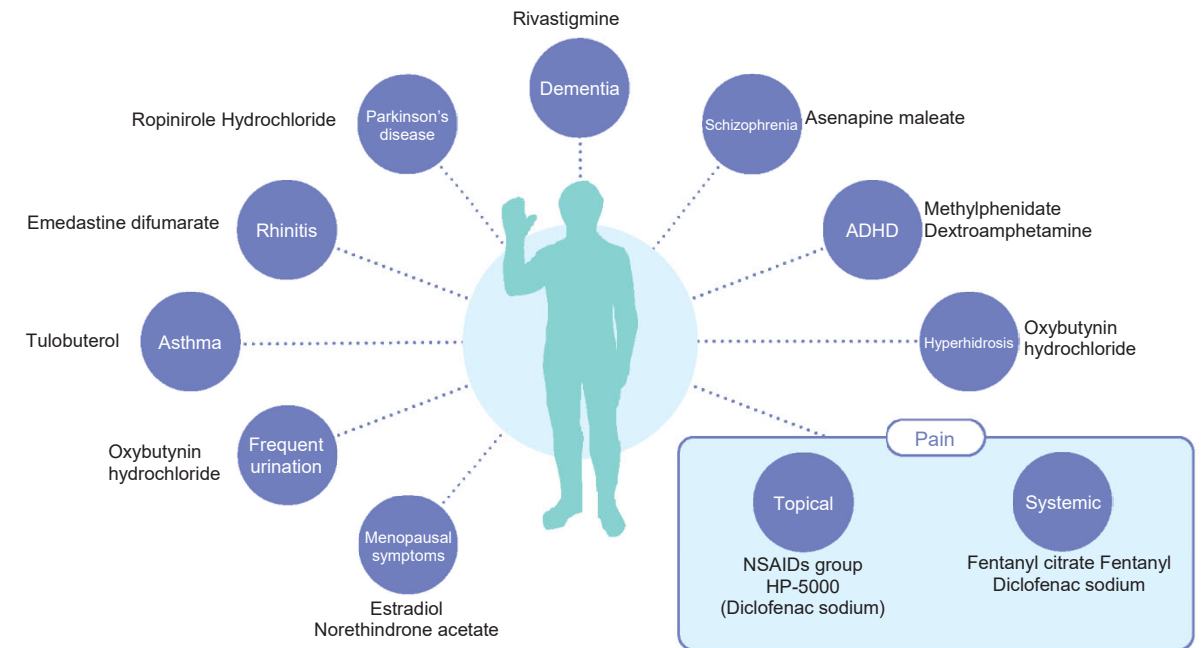 Rivastigmine
Dementia
Ropinirole Hydrochloride
Parkinson's
disease
Schizophrenia
Asenapine maleate
Emedastine difumarate
Rhinitis
ADHD
Methylphenidate
Dextroamphetamine
Tulobuterol
Asthma
Hyperhidrosis
Oxybutynin
hydrochloride
Oxybutynin
hydrochloride
Frequent
urination
Menopausal
symptoms
Estradiol
Norethindrone acetate
Pain
Topical
NSAIDs group
HP-5000
(Diclofenac sodium)
Systemic
Fentanyl citrate Fentanyl
Diclofenac sodium